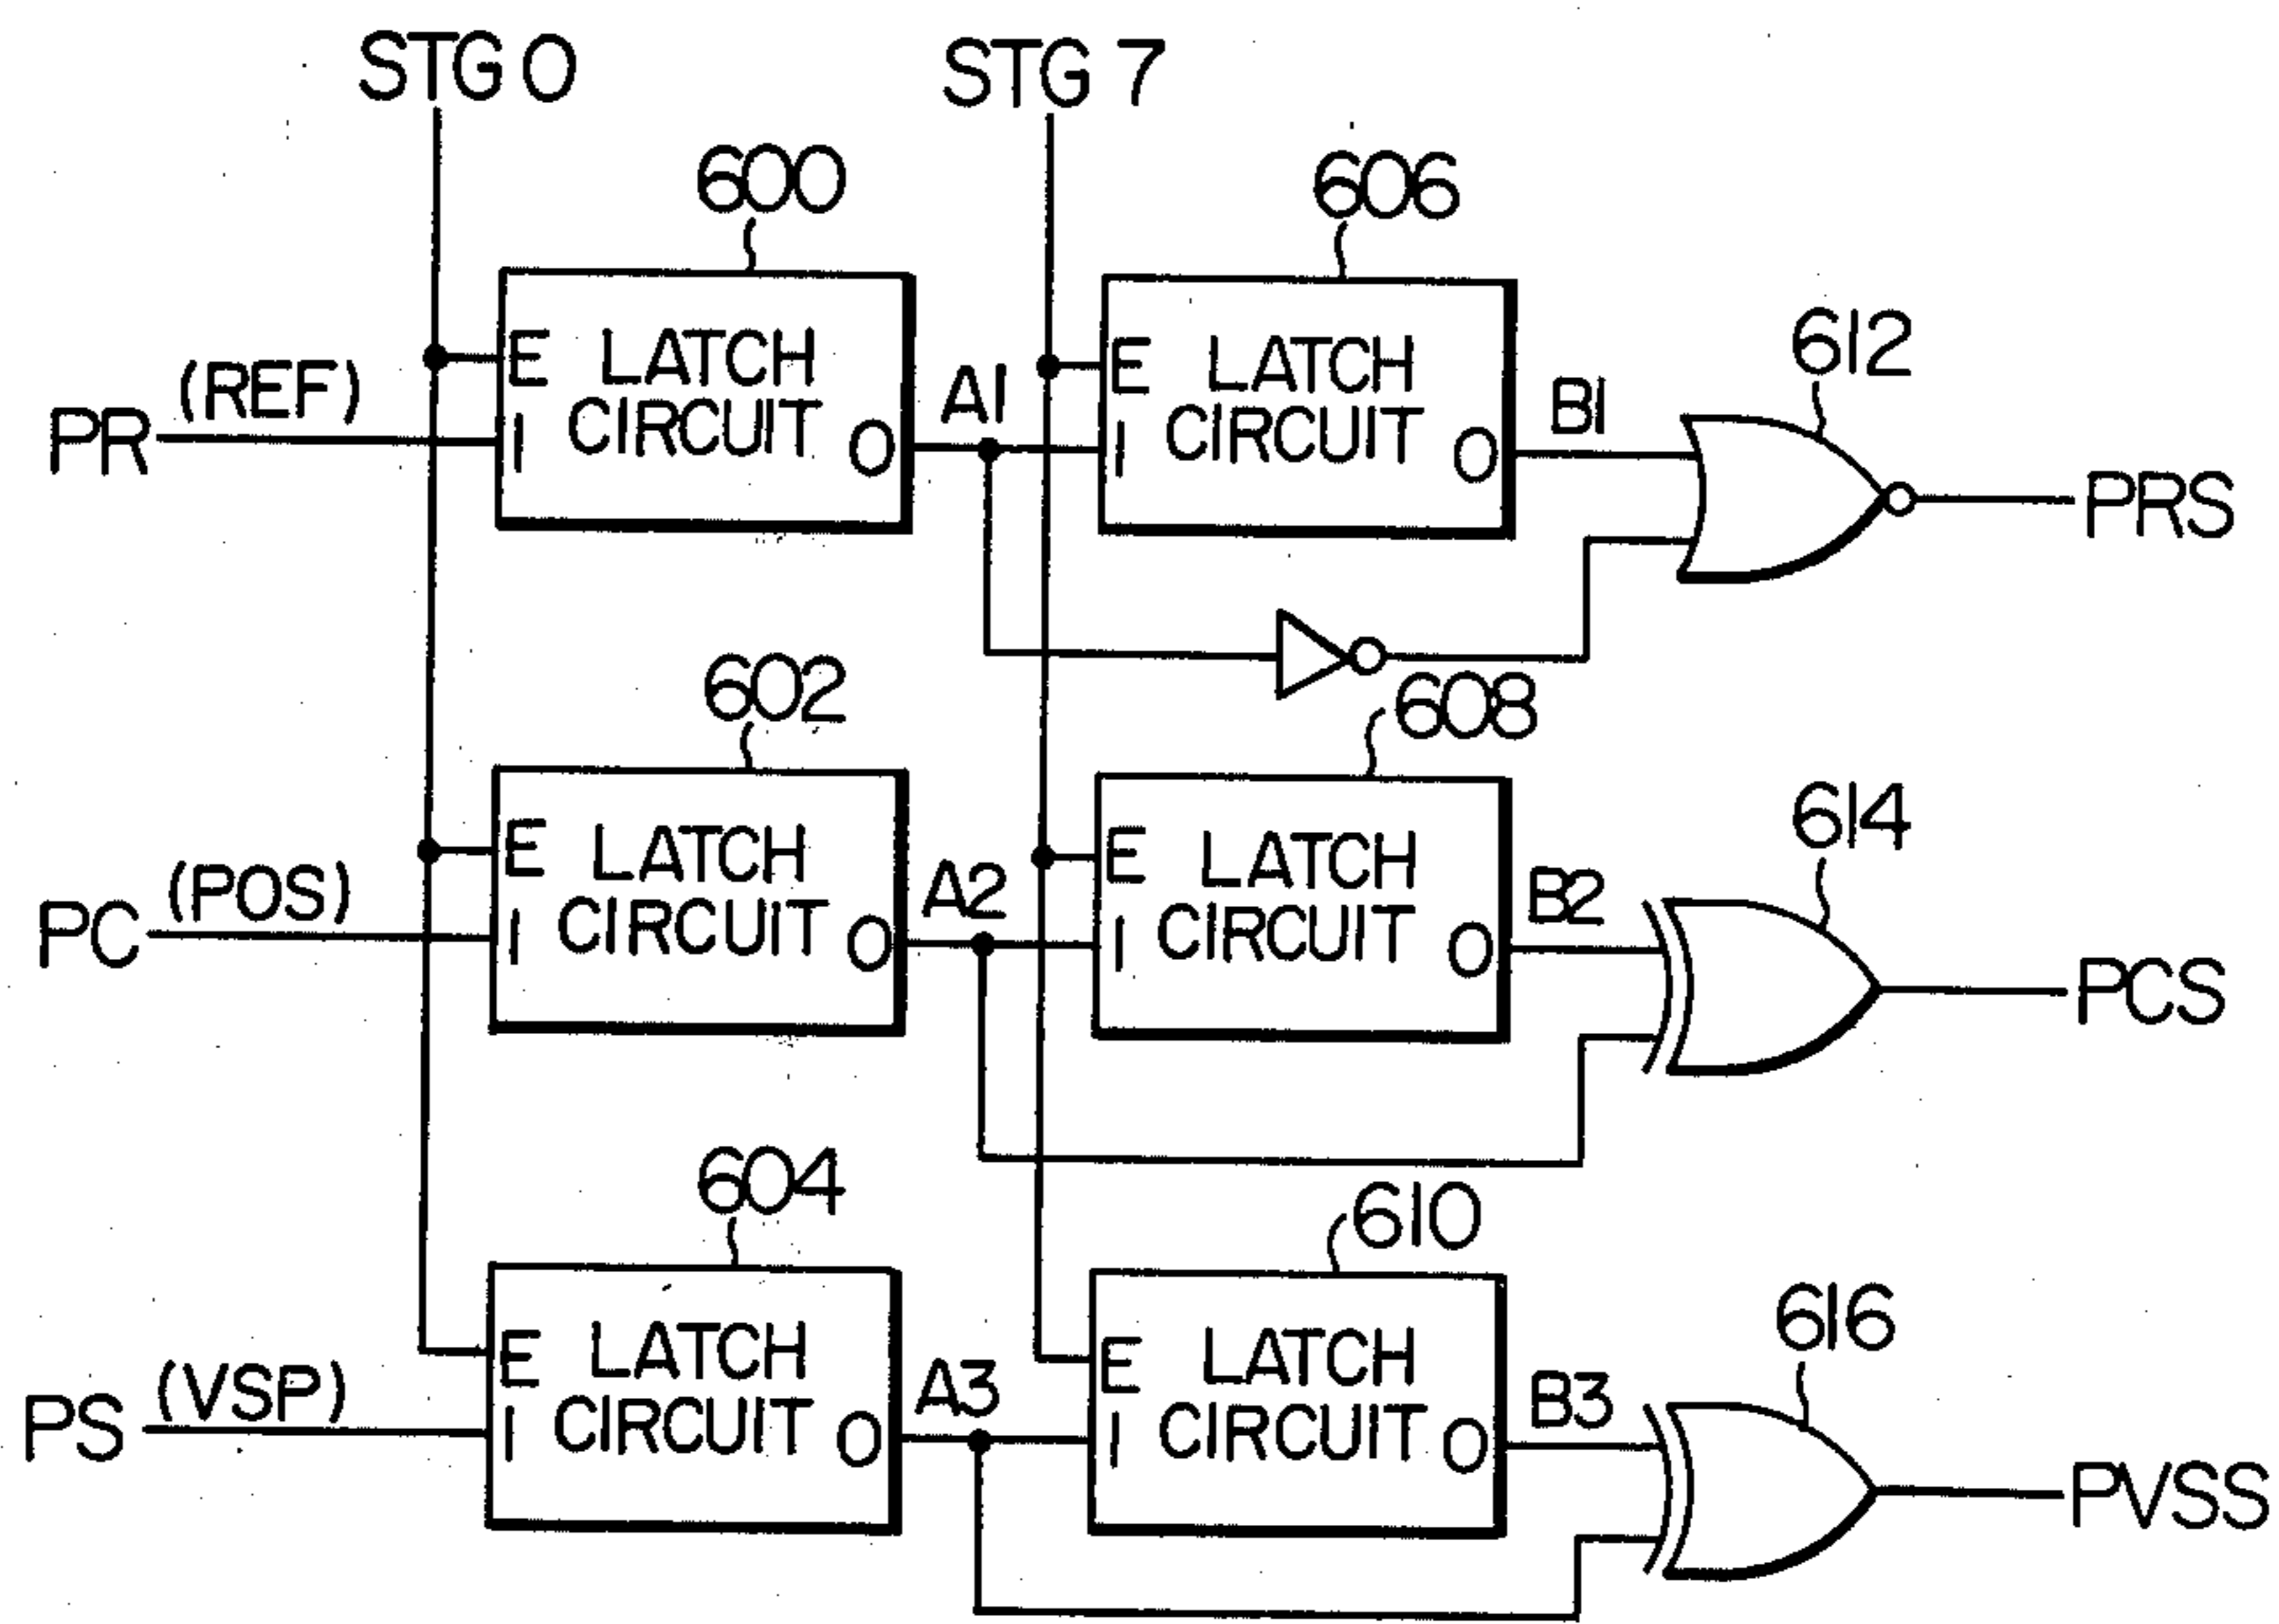 STG 0
STG 7
600
606
612
PR
(REF)
E
LATCH
CIRCUIT
I
O
A1
E
LATCH
CIRCUIT
I
O
B1
PRS
602
608
614
PC
(POS)
E
LATCH
CIRCUIT
I
O
A2
E
LATCH
CIRCUIT
I
O
B2
PCS
604
610
616
PS
(VSP)
E
LATCH
CIRCUIT
I
O
A3
E
LATCH
CIRCUIT
I
O
B3
PVSS